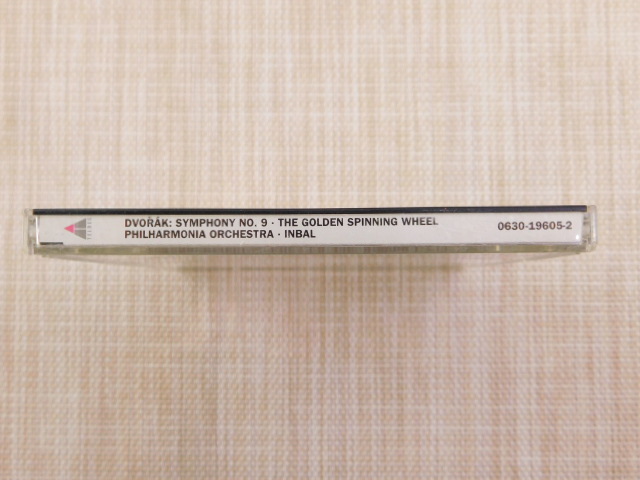 DVOŘÁK: SYMPHONY NO. 9 · THE GOLDEN SPINNING WHEEL
PHILHARMONIA ORCHESTRA · INBAL
0630-19605-2